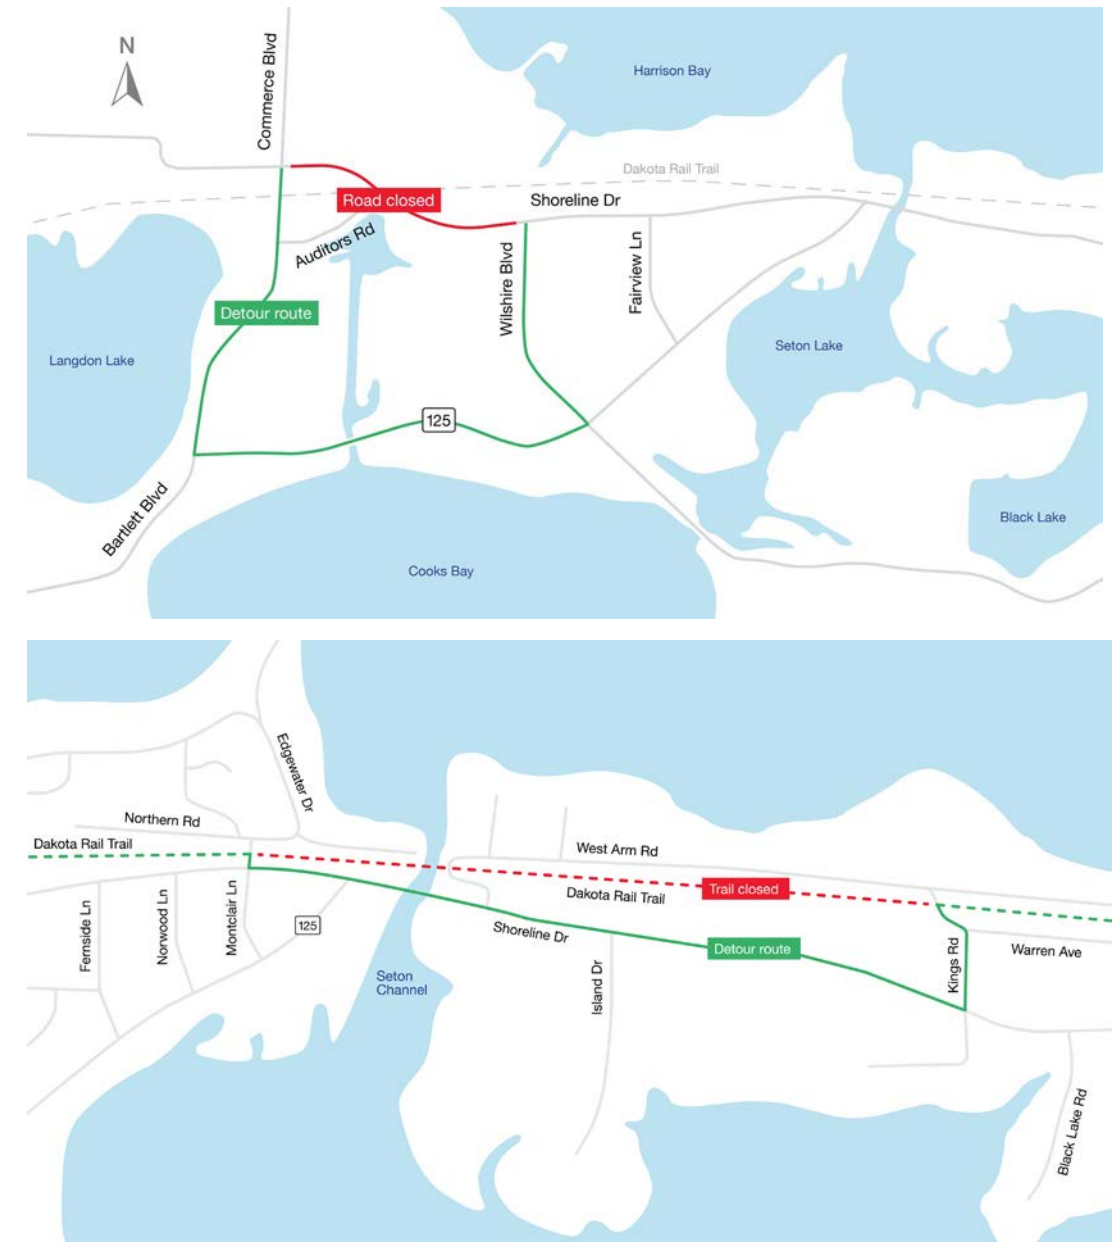 N
Commerce Blvd
Harrison Bay
Dakota Rail Trail
Road closed
Shoreline Dr
Auditors Rd
Wilshire Blvd
Fairview Ln
Detour route
Langdon Lake
Seton Lake
125
Bartlett Blvd
Black Lake
Cooks Bay
Edgewater Dr
Northern Rd
Dakota Rail Trail
West Arm Rd
Trail closed
Dakota Rail Trail
Fernside Ln
Norwood Ln
Montclair Ln
125
Shoreline Dr
Detour route
Kings Rd
Warren Ave
Seton
Channel
Island Dr
Black Lake Rd